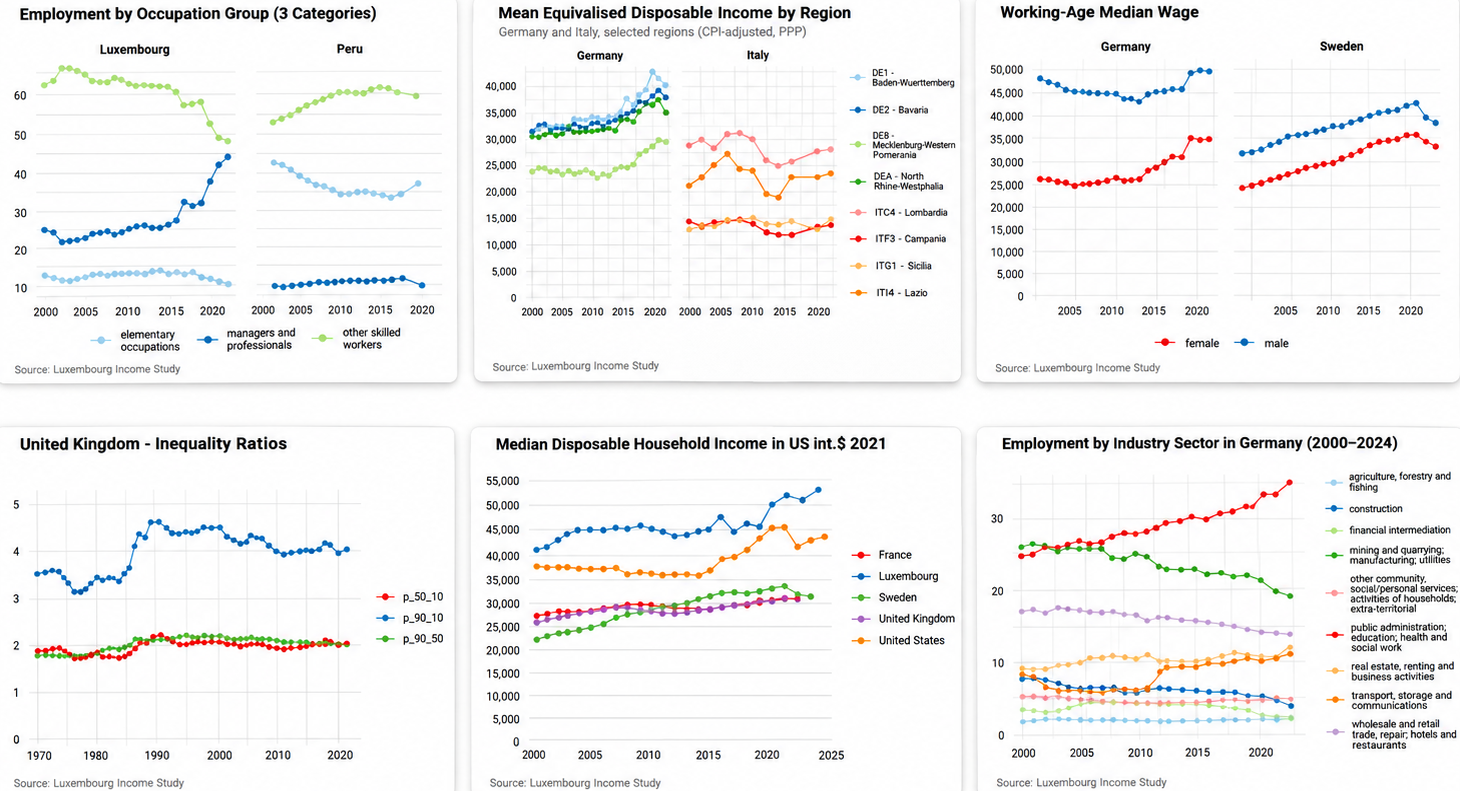 Employment by Occupation Group (3 Categories)
Luxembourg
Peru
60
50
40
30
20
10
2000 2005 2010 2015 2020
2000 2005 2010 2015 2020
elementary
occupations
managers and
professionals
other skilled
workers
Source: Luxembourg Income Study
Mean Equivalised Disposable Income by Region
Germany and Italy, selected regions (CPI-adjusted, PPP)
Germany
Italy
40,000
35,000
30,000
25,000
20,000
15,000
10,000
5,000
0
2000 2005 2010 2015 2020
2000 2005 2010 2015 2020
DE1 -
Baden-Wuerttemberg
DE2 - Bavaria
DE8 -
Mecklenburg-Western
Pomerania
DEA - North
Rhine-Westphalia
ITC4 - Lombardia
ITF3 - Campania
ITG1 - Sicilia
ITI4 - Lazio
Source: Luxembourg Income Study
Working-Age Median Wage
Germany
Sweden
50,000
45,000
40,000
35,000
30,000
25,000
20,000
15,000
10,000
5,000
0
2005 2010 2015 2020
2005 2010 2015 2020
female
male
Source: Luxembourg Income Study
United Kingdom - Inequality Ratios
5
4
3
2
1
0
1970 1980 1990 2000 2010 2020
p_50_10
p_90_10
p_90_50
Source: Luxembourg Income Study
Median Disposable Household Income in US int.$ 2021
55,000
50,000
45,000
40,000
35,000
30,000
25,000
20,000
15,000
10,000
5,000
0
2000 2005 2010 2015 2020 2025
France
Luxembourg
Sweden
United Kingdom
United States
Source: Luxembourg Income Study
Employment by Industry Sector in Germany (2000–2024)
30
20
10
0
2000 2005 2010 2015 2020
agriculture, forestry and
fishing
construction
financial intermediation
mining and quarrying;
manufacturing; utilities
other community,
social/personal services;
activities of households;
extra-territorial
public administration;
education; health and
social work
real estate, renting and
business activities
transport, storage and
communications
wholesale and retail
trade, repair; hotels and
restaurants
Source: Luxembourg Income Study